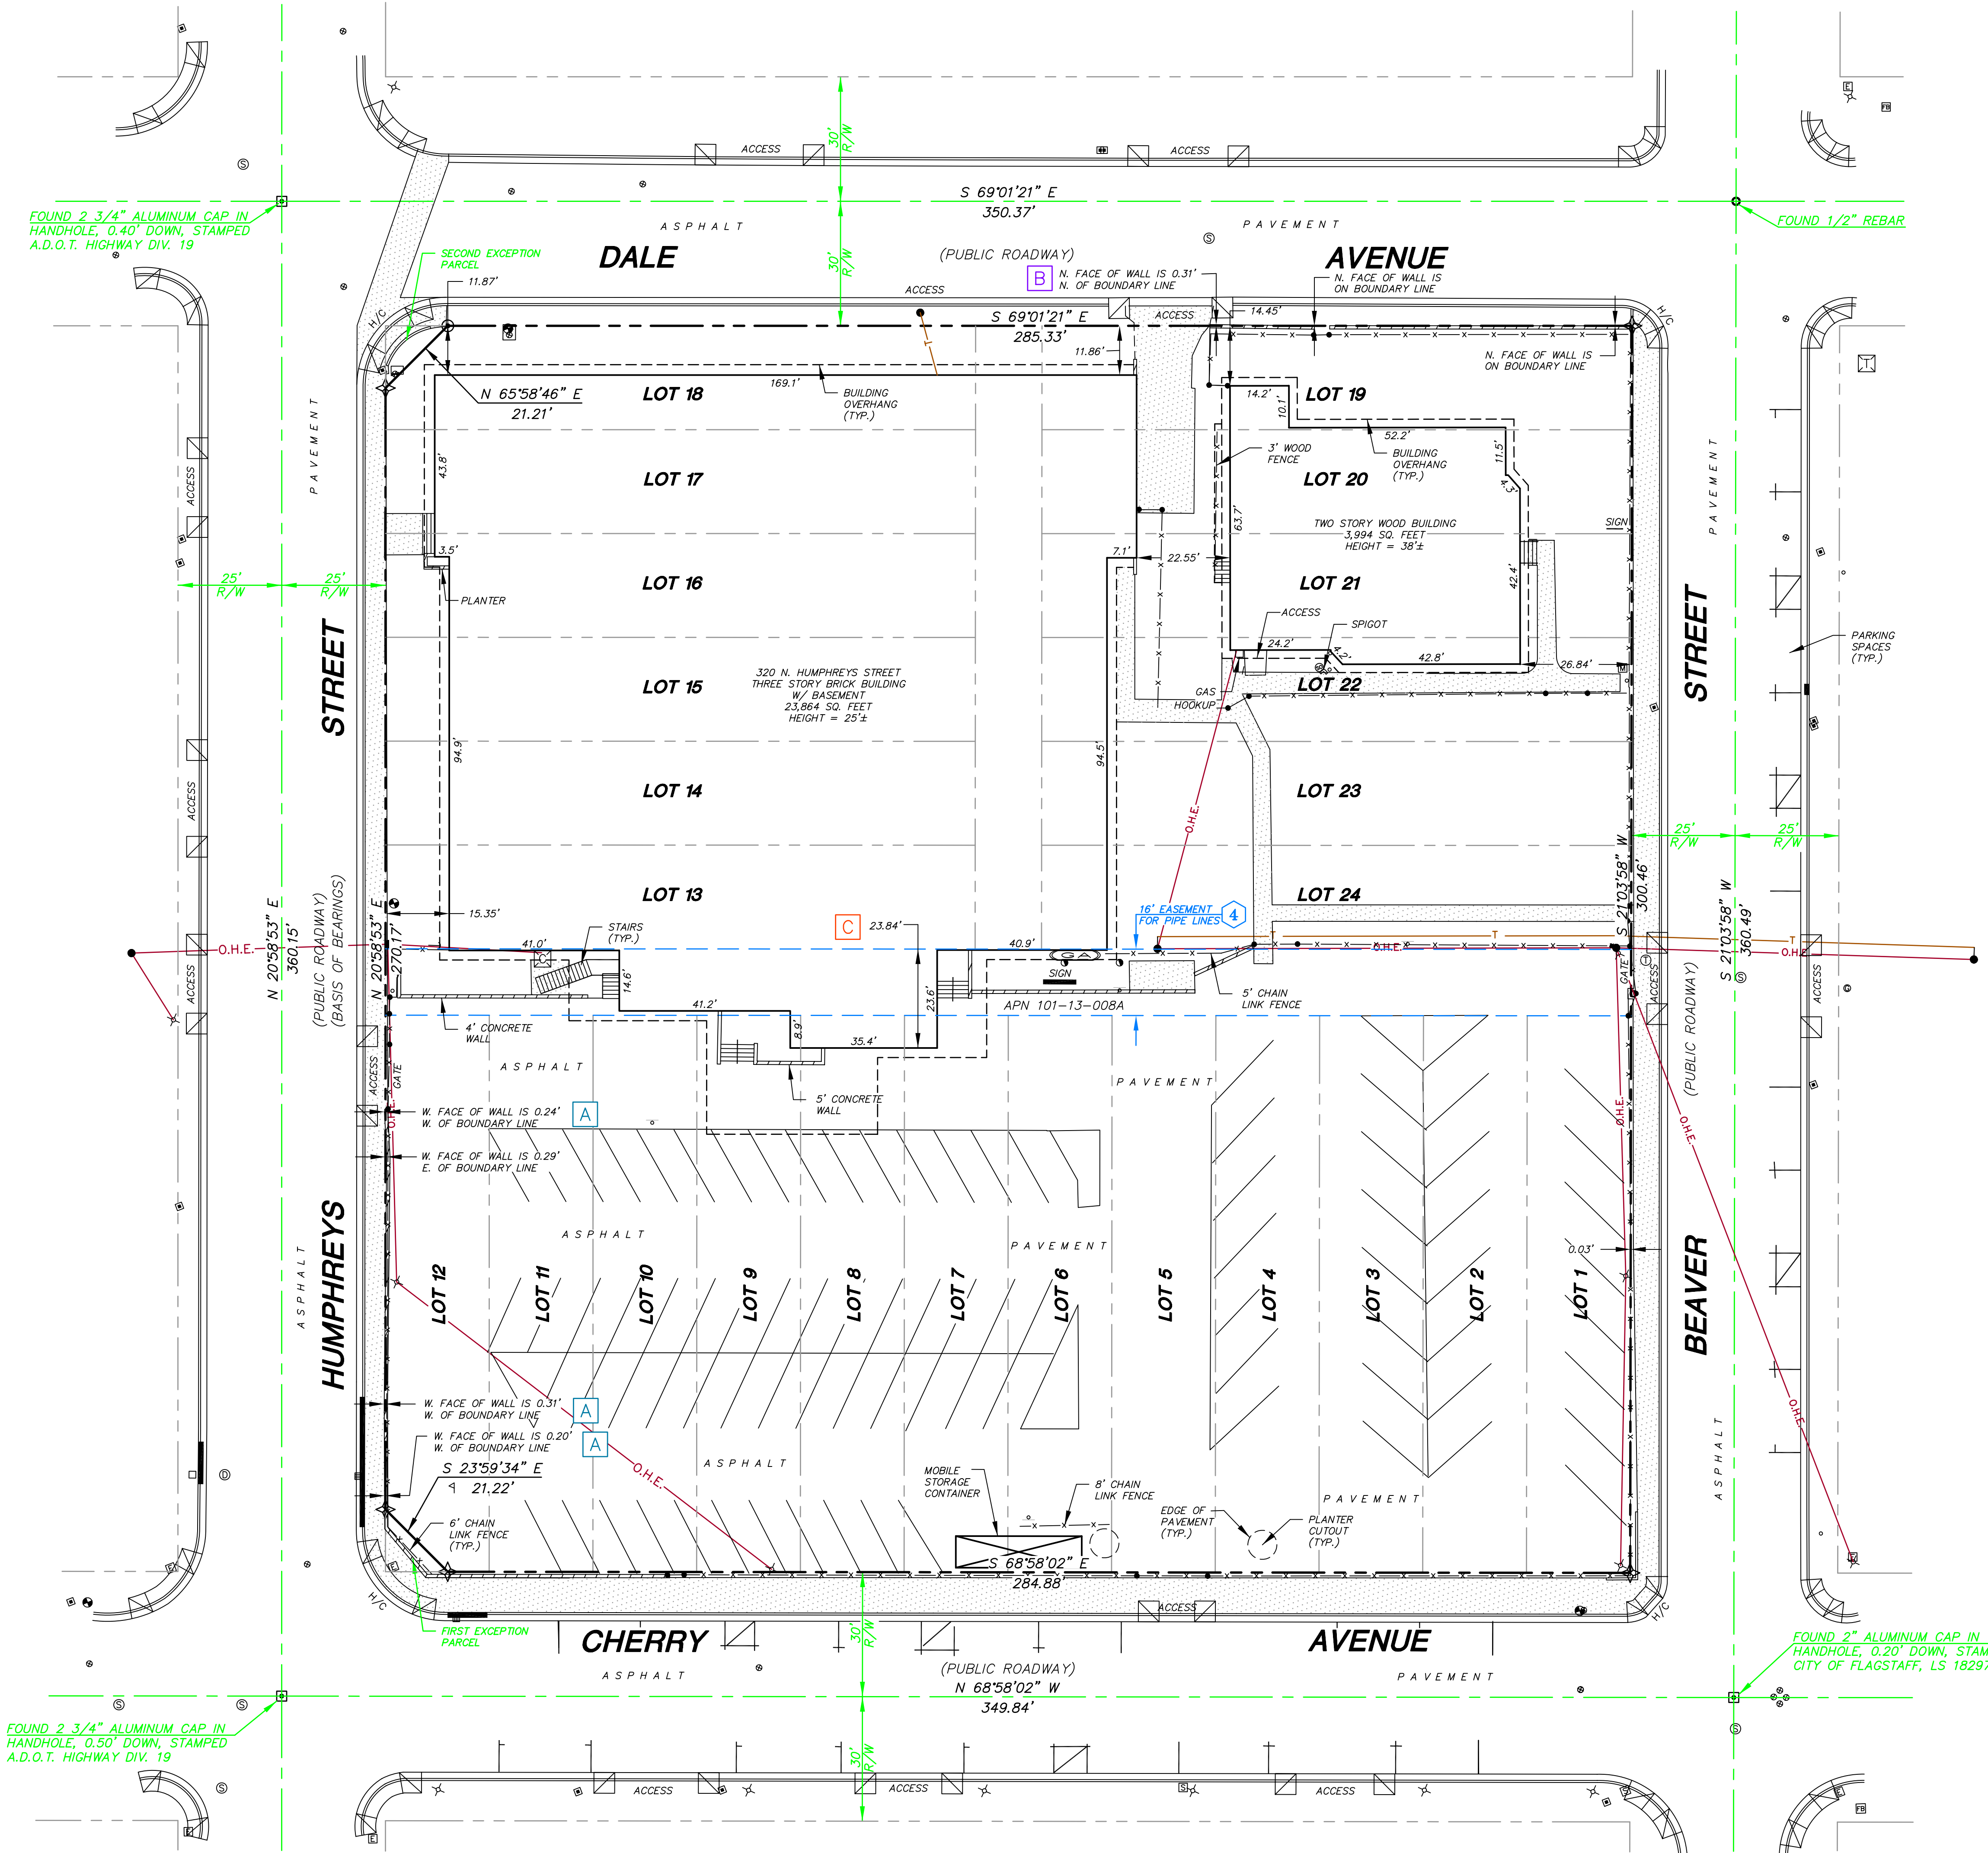 ACCESS
ACCESS
30'
R/W
S 69°01'21" E
350.37'
FOUND 2 3/4" ALUMINUM CAP IN
HANDHOLE, 0.40' DOWN, STAMPED
A.D.O.T. HIGHWAY DIV. 19
FOUND 1/2" REBAR
ASPHALT
PAVEMENT
30'
R/W
DALE
(PUBLIC ROADWAY)
AVENUE
SECOND EXCEPTION
PARCEL
B
N. FACE OF WALL IS 0.31'
N. OF BOUNDARY LINE
N. FACE OF WALL IS
ON BOUNDARY LINE
11.87'
ACCESS
H/C
H/C
S 69°01'21" E
285.33'
ACCESS
14.45'
11.86'
N. FACE OF WALL IS
ON BOUNDARY LINE
N 65°58'46" E
21.21'
169.1'
LOT 18
BUILDING
OVERHANG
(TYP.)
14.2'
10.1'
LOT 19
52.2'
11.5'
4.3'
BUILDING
OVERHANG
(TYP.)
3' WOOD
FENCE
PAVEMENT
PAVEMENT
43.8'
LOT 17
LOT 20
ACCESS
TWO STORY WOOD BUILDING
3,994 SQ. FEET
HEIGHT = 38'±
SIGN
63.7'
3.5'
7.1'
22.55'
25'
R/W
25'
R/W
LOT 16
LOT 21
42.4'
PLANTER
ACCESS
SPIGOT
24.2'
4.2'
42.8'
26.84'
M
PARKING
SPACES
(TYP.)
STREET
STREET
320 N. HUMPHREYS STREET
THREE STORY BRICK BUILDING
W/ BASEMENT
23,864 SQ. FEET
HEIGHT = 25'±
LOT 15
LOT 22
GAS
HOOKUP
94.9'
94.5'
LOT 14
LOT 23
O.H.E.
ACCESS
25'
R/W
25'
R/W
LOT 13
LOT 24
N 20°58'53" E
360.15'
(PUBLIC ROADWAY)
(BASIS OF BEARINGS)
N 20°58'53" E
270.17'
15.35'
C
23.84'
16' EASEMENT
FOR PIPE LINES
4
S 21°03'58" W
300.46'
S 21°03'58" W
360.49'
STAIRS
(TYP.)
O.H.E.
41.0'
40.9'
T
T
T
O.H.E.
O.H.E.
SIGN
14.6'
23.6'
41.2'
8.9'
35.4'
APN 101-13-008A
5' CHAIN
LINK FENCE
GATE
ACCESS
ACCESS
ACCESS
(PUBLIC ROADWAY)
4' CONCRETE
WALL
ASPHALT
PAVEMENT
ACCESS
GATE
5' CONCRETE
WALL
O.H.E.
O.H.E.
O.H.E.
W. FACE OF WALL IS 0.24'
W. OF BOUNDARY LINE
A
W. FACE OF WALL IS 0.29'
E. OF BOUNDARY LINE
ASPHALT
PAVEMENT
0.03'
ASPHALT
HUMPHREYS
BEAVER
LOT 12
LOT 11
LOT 10
LOT 9
LOT 8
LOT 7
LOT 6
LOT 5
LOT 4
LOT 3
LOT 2
LOT 1
W. FACE OF WALL IS 0.31'
W. OF BOUNDARY LINE
A
W. FACE OF WALL IS 0.20'
W. OF BOUNDARY LINE
A
O.H.E.
O.H.E.
ASPHALT
ASPHALT
S 23°59'34" E
21.22'
MOBILE
STORAGE
CONTAINER
8' CHAIN
LINK FENCE
EDGE OF
PAVEMENT
(TYP.)
PAVEMENT
PLANTER
CUTOUT
(TYP.)
6' CHAIN
LINK FENCE
(TYP.)
S 68°58'02" E
284.88'
H/C
ACCESS
H/C
FIRST EXCEPTION
PARCEL
CHERRY
30'
R/W
AVENUE
ASPHALT
(PUBLIC ROADWAY)
PAVEMENT
N 68°58'02" W
349.84'
FOUND 2" ALUMINUM CAP IN
HANDHOLE, 0.20' DOWN, STAM
CITY OF FLAGSTAFF, LS 18297
FOUND 2 3/4" ALUMINUM CAP IN
HANDHOLE, 0.50' DOWN, STAMPED
A.D.O.T. HIGHWAY DIV. 19
30'
R/W
ACCESS
ACCESS
ACCESS